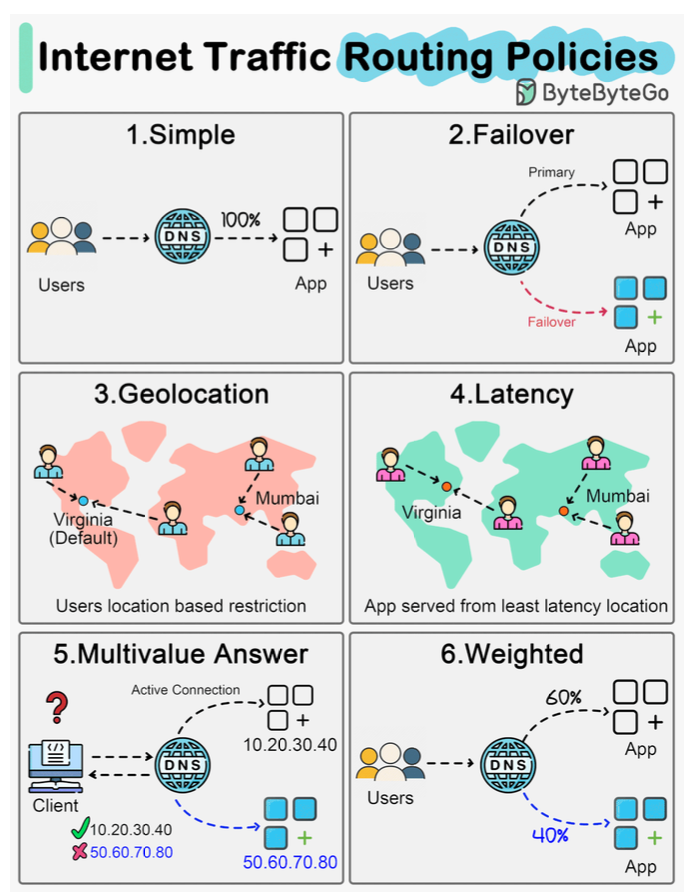 Internet Traffic Routing Policies
ByteByteGo
1.Simple
DNS
100%
Users
App
2.Failover
Primary
DNS
App
Users
Failover
App
3.Geolocation
Mumbai
Virginia
(Default)
Users location based restriction
4.Latency
Mumbai
Virginia
App served from least latency location
5.Multivalue Answer
Active Connection
?
10.20.30.40
</>
DNS
Client
10.20.30.40
50.60.70.80
50.60.70.80
6.Weighted
60%
App
DNS
Users
40%
App